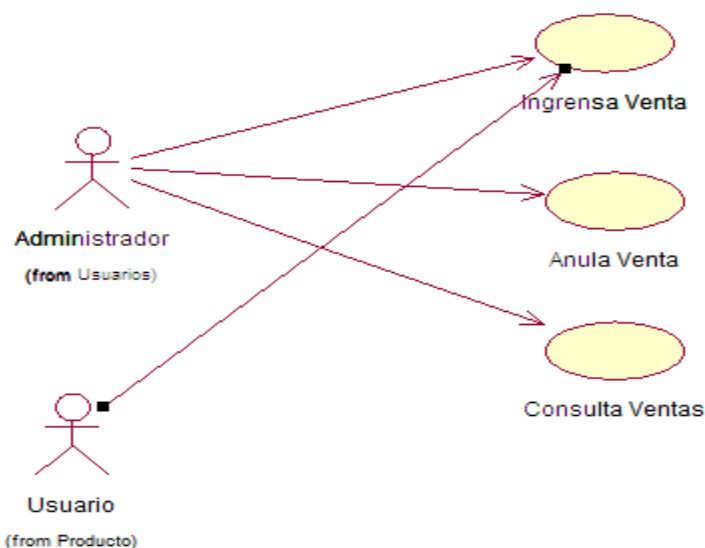 Ingrensa Venta
Administrador
(from Usuarios)
Anula Venta
Consulta Ventas
Usuario
(from Producto)